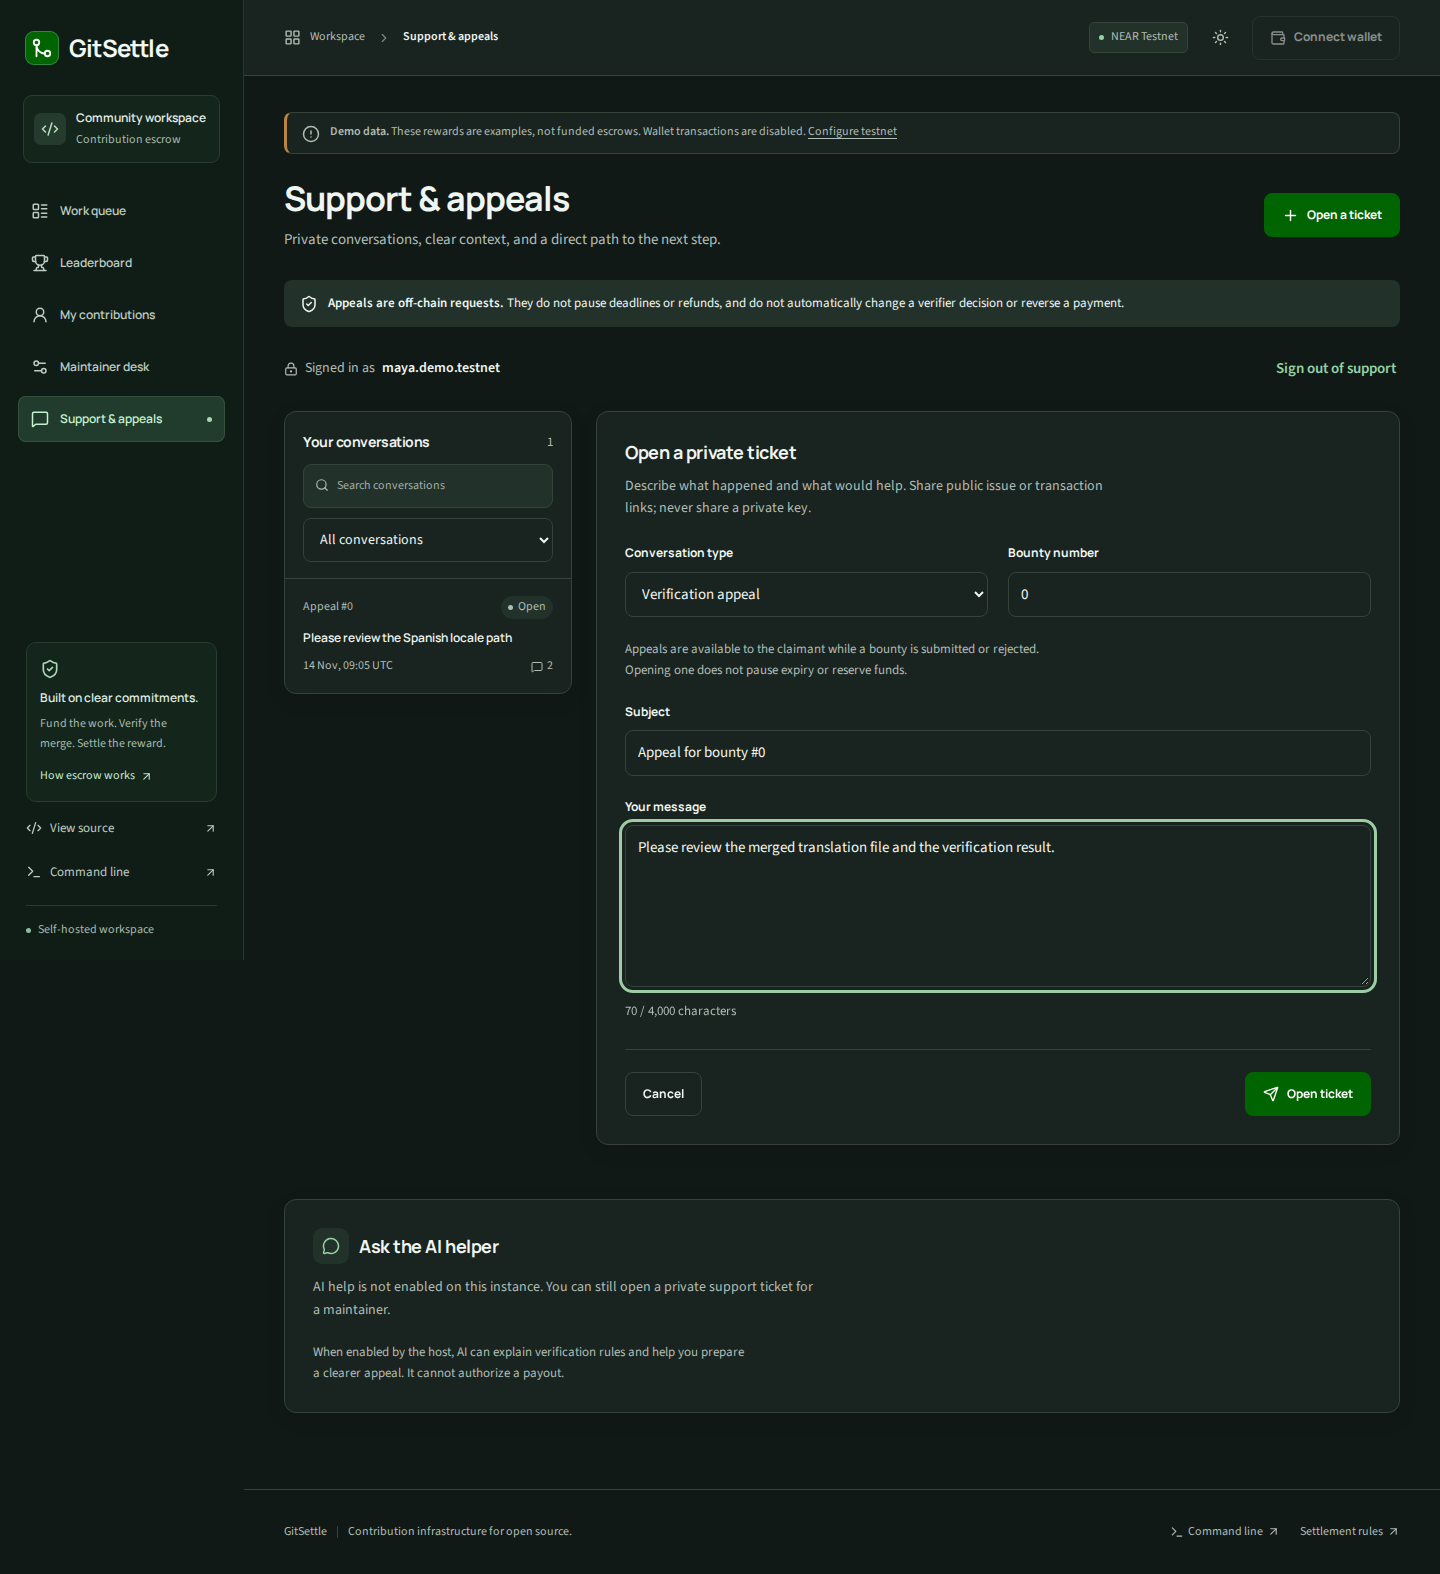 GitSettle
Community workspace
Contribution escrow
Work queue
Leaderboard
My contributions
Maintainer desk
Support & appeals
Built on clear commitments.
Fund the work. Verify the
merge. Settle the reward.
How escrow works
View source
Command line
Self-hosted workspace
Workspace
Support & appeals
NEAR Testnet
Connect wallet
Demo data. These rewards are examples, not funded escrows. Wallet transactions are disabled. Configure testnet
Support & appeals
Private conversations, clear context, and a direct path to the next step.
Open a ticket
Appeals are off-chain requests. They do not pause deadlines or refunds, and do not automatically change a verifier decision or reverse a payment.
Signed in as maya.demo.testnet
Sign out of support
Your conversations 1
Search conversations
All conversations
Appeal #0 Open
Please review the Spanish locale path
14 Nov, 09:05 UTC 2
Open a private ticket
Describe what happened and what would help. Share public issue or transaction
links; never share a private key.
Conversation type
Verification appeal
Bounty number
0
Appeals are available to the claimant while a bounty is submitted or rejected.
Opening one does not pause expiry or reserve funds.
Subject
Appeal for bounty #0
Your message
Please review the merged translation file and the verification result.
70 / 4,000 characters
Cancel
Open ticket
Ask the AI helper
AI help is not enabled on this instance. You can still open a private support ticket for
a maintainer.
When enabled by the host, AI can explain verification rules and help you prepare
a clearer appeal. It cannot authorize a payout.
GitSettle
Contribution infrastructure for open source.
Command line
Settlement rules